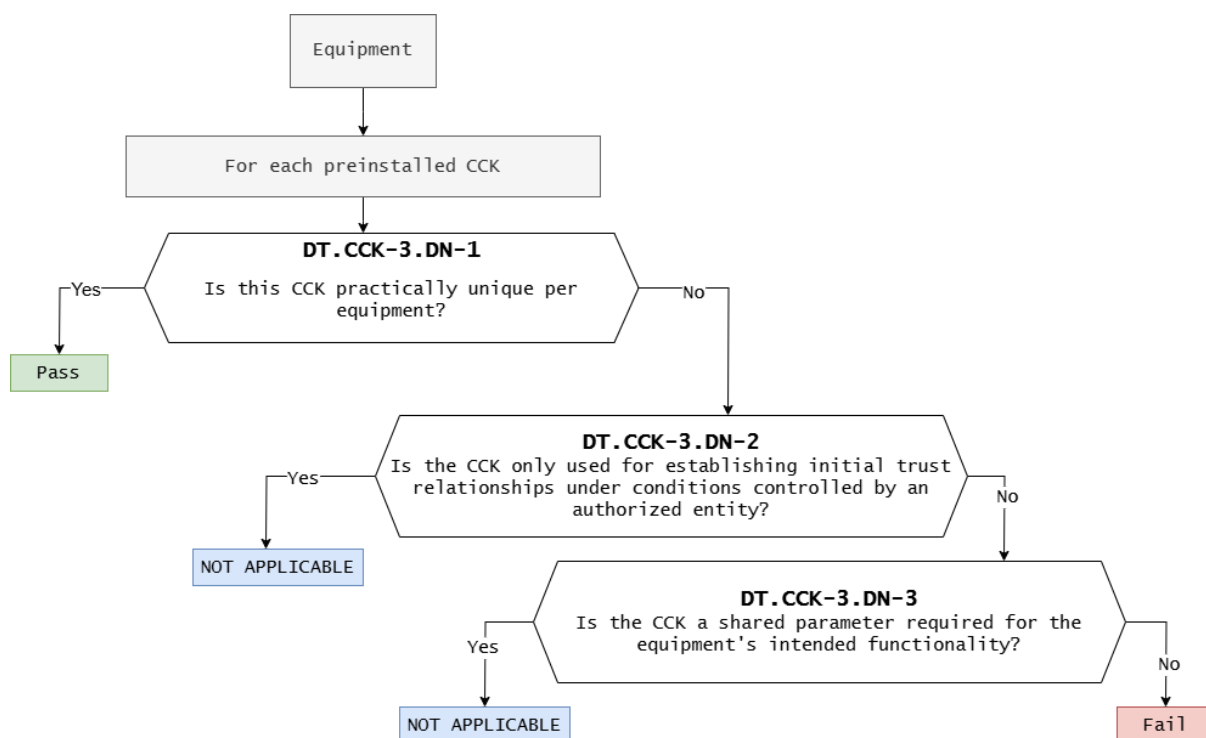 Equipment
For each preinstalled CCK
DT.CCK-3.DN-1
Is this CCK practically unique per
equipment?
Yes
No
Pass
DT.CCK-3.DN-2
Is the CCK only used for establishing initial trust
relationships under conditions controlled by an
authorized entity?
Yes
No
NOT APPLICABLE
DT.CCK-3.DN-3
Is the CCK a shared parameter required for the
equipment's intended functionality?
Yes
No
NOT APPLICABLE
Fail